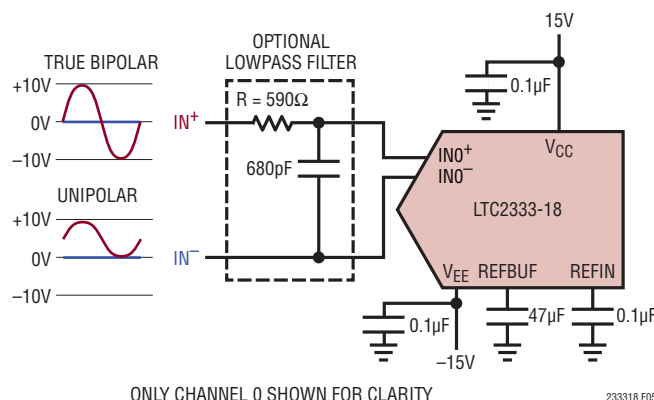 15V
OPTIONAL
LOWPASS FILTER
TRUE BIPOLAR
+10V
0V
–10V
IN+
R = 590Ω
0.1µF
680pF
IN0+
IN0–
VCC
LTC2333-18
UNIPOLAR
+10V
0V
–10V
IN–
VEE
REFBUF
REFIN
0.1µF
47µF
0.1µF
–15V
ONLY CHANNEL 0 SHOWN FOR CLARITY
233318 F05